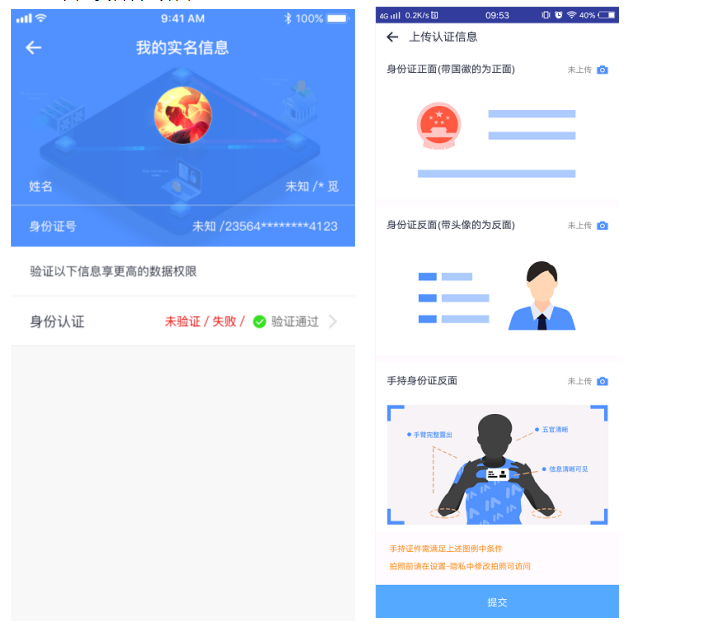 9:41 AM
100%
我的实名信息
姓名
未知 /* 觅
身份证号
未知 /23564********4123
验证以下信息享更高的数据权限
身份认证
未验证 / 失败 / 验证通过
4G 0.2K/s
09:53
40%
上传认证信息
身份证正面(带国徽的为正面)
未上传
身份证反面(带头像的为反面)
未上传
手持身份证反面
未上传
手臂完整露出
五官清晰
信息清晰可见
手持证件需满足上述图例中条件
拍照前请在设置-隐私中修改拍照可访问
提交